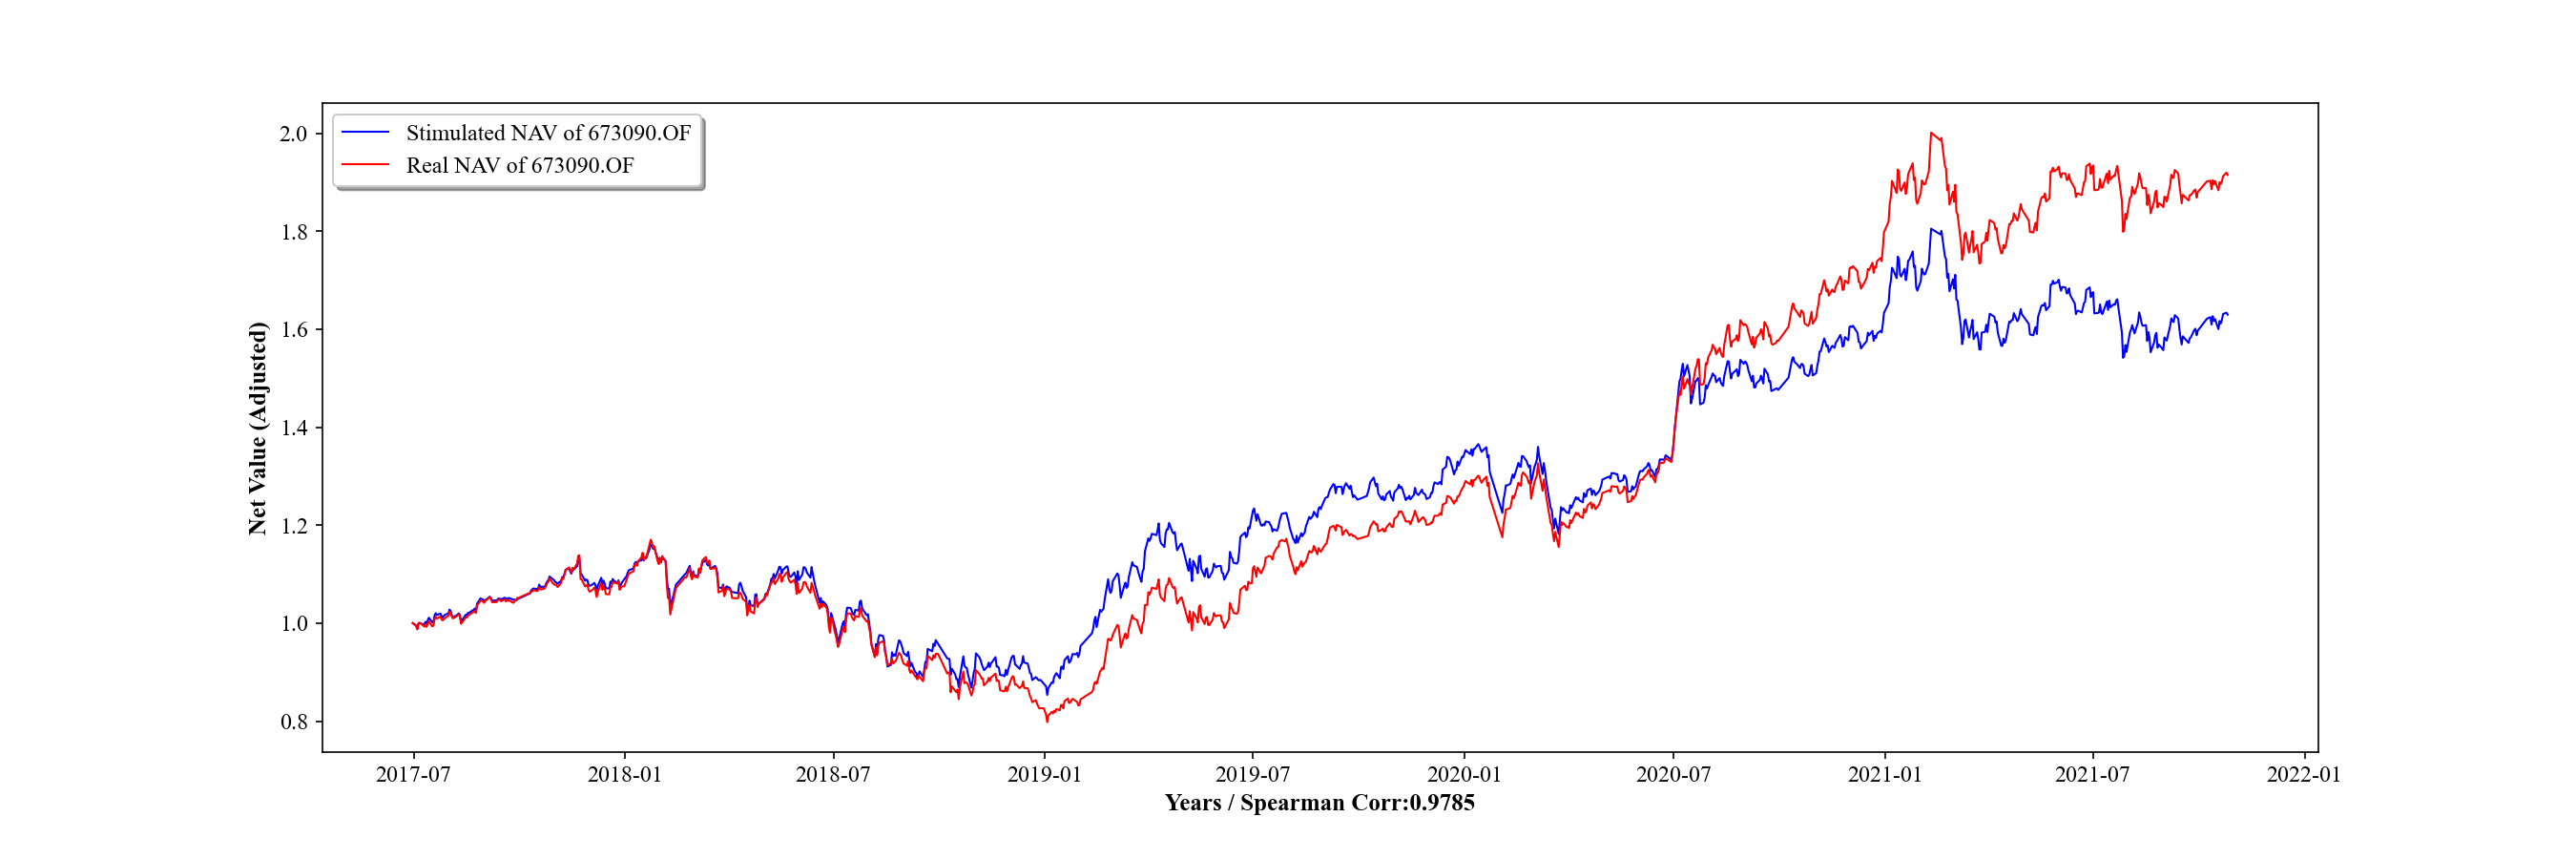 Stimulated NAV of 673090.OF
Real NAV of 673090.OF
Net Value (Adjusted)
2.0
1.8
1.6
1.4
1.2
1.0
0.8
2017-07 2018-01 2018-07 2019-01 2019-07 2020-01 2020-07 2021-01 2021-07 2022-01
Years / Spearman Corr:0.9785